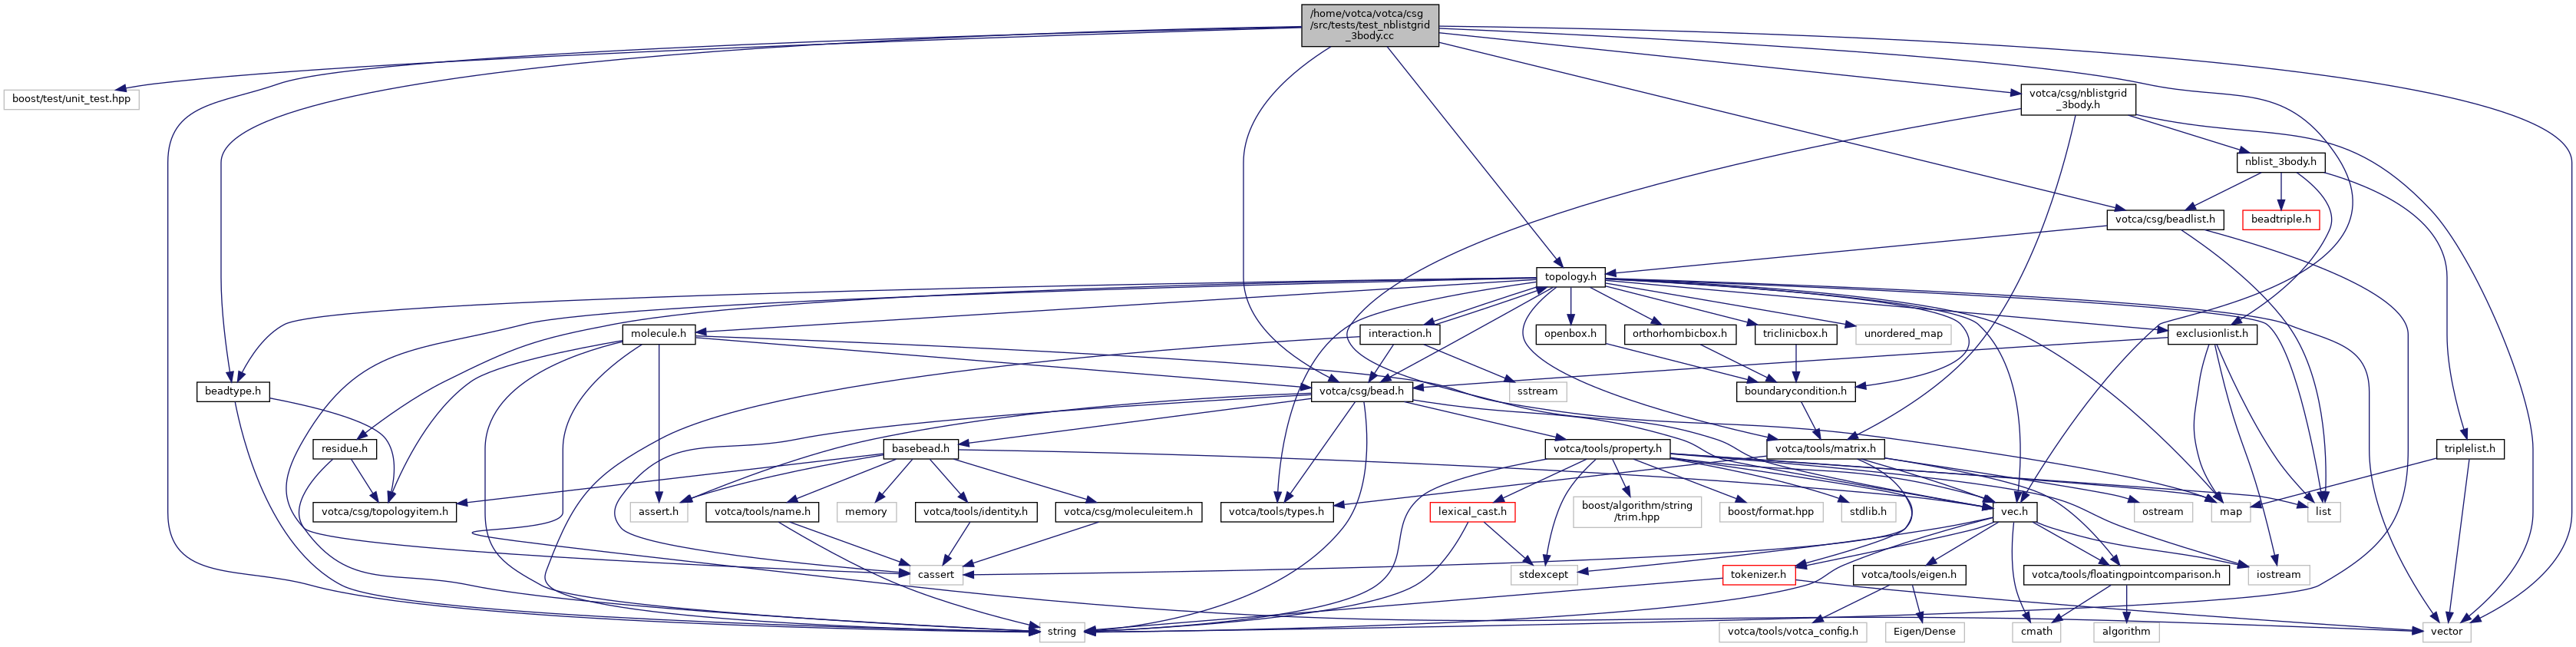 /home/votca/votca/csg
/src/tests/test_nblistgrid
_3body.cc
boost/test/unit_test.hpp
votca/csg/nblistgrid
_3body.h
nblist_3body.h
votca/csg/beadlist.h
beadtriple.h
topology.h
molecule.h
interaction.h
openbox.h
orthorhombicbox.h
triclinicbox.h
unordered_map
exclusionlist.h
beadtype.h
votca/csg/bead.h
sstream
boundarycondition.h
residue.h
basebead.h
votca/tools/property.h
votca/tools/matrix.h
triplelist.h
votca/csg/topologyitem.h
assert.h
votca/tools/name.h
memory
votca/tools/identity.h
votca/csg/moleculeitem.h
votca/tools/types.h
lexical_cast.h
boost/algorithm/string
/trim.hpp
boost/format.hpp
stdlib.h
vec.h
ostream
map
list
cassert
stdexcept
tokenizer.h
votca/tools/eigen.h
votca/tools/floatingpointcomparison.h
iostream
string
votca/tools/votca_config.h
Eigen/Dense
cmath
algorithm
vector